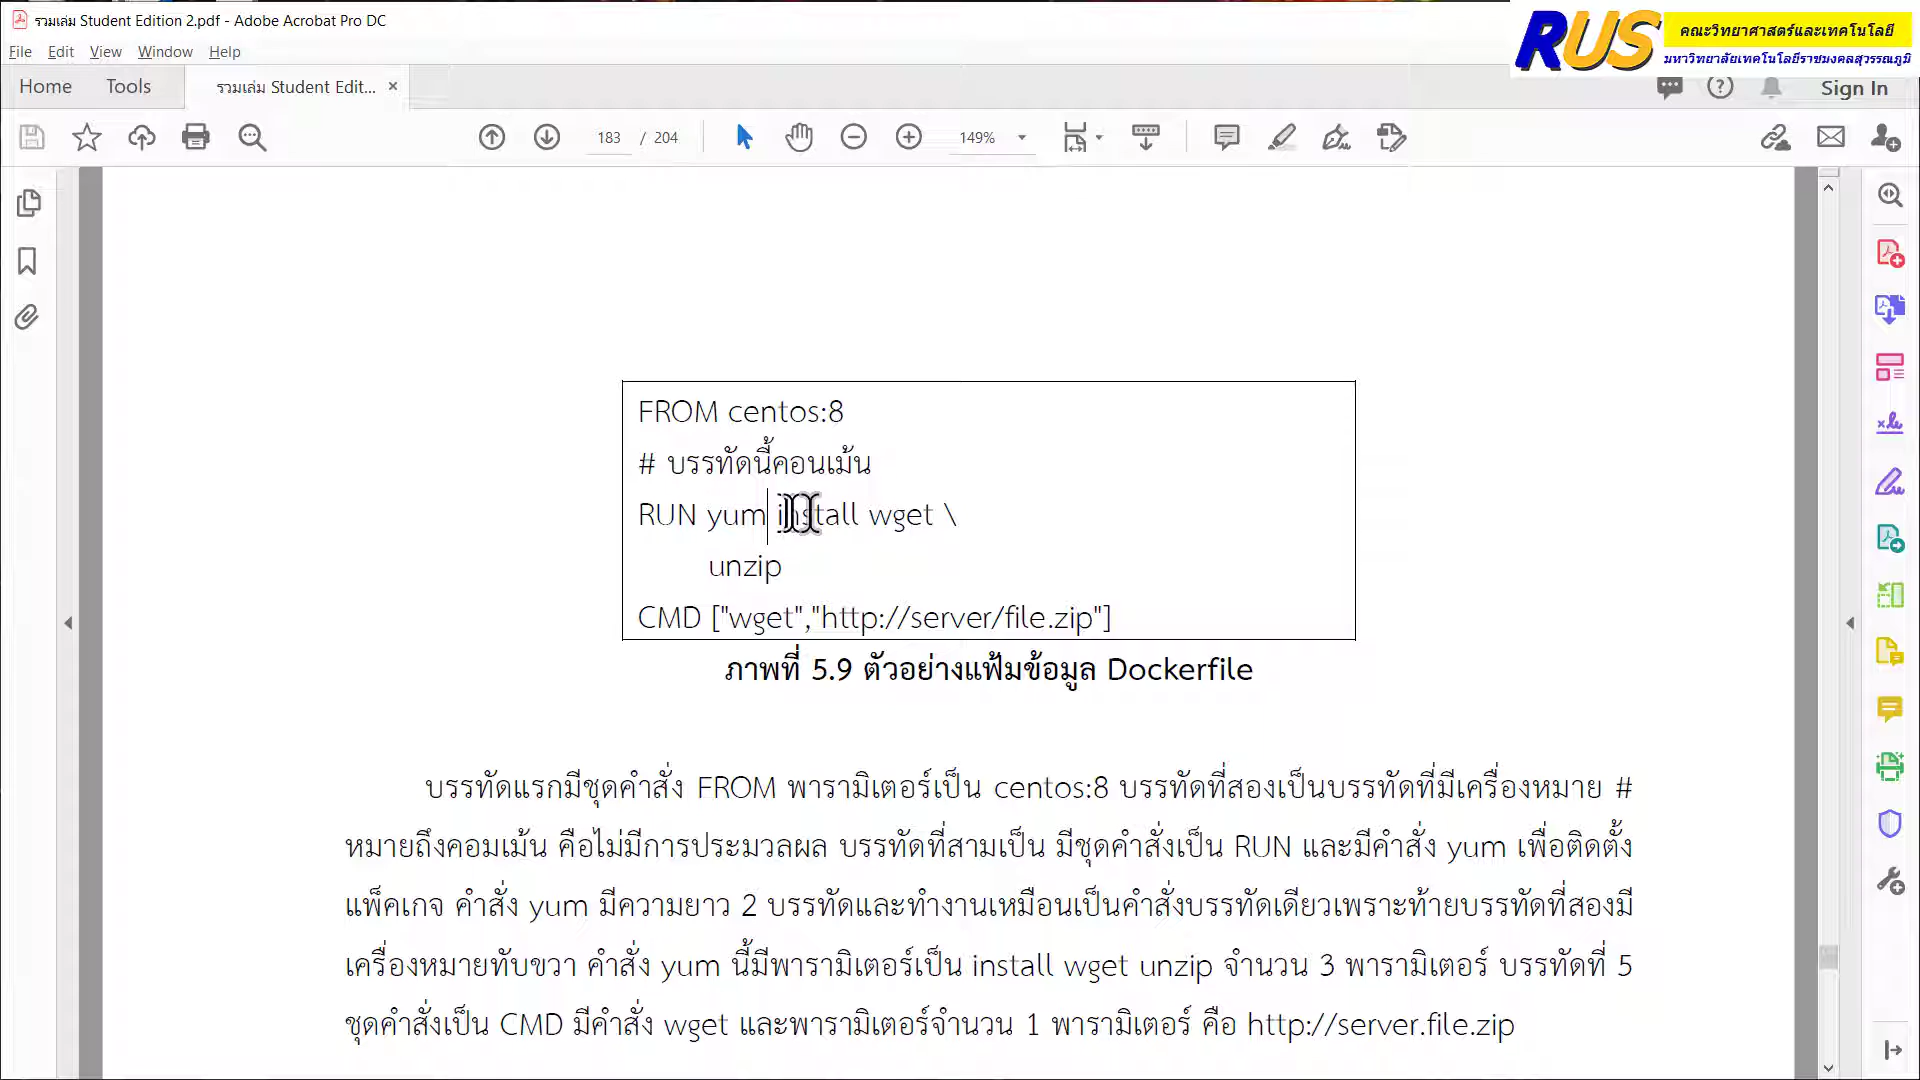 รวมเล่ม Student Edition 2.pdf - Adobe Acrobat Pro DC
RUS
คณะวิทยาศาสตร์และเทคโนโลยี
มหาวิทยาลัยเทคโนโลยีราชมงคลสุวรรณภูมิ
File Edit View Window Help
Home Tools รวมเล่ม Student Edit... × Sign In
183 / 204 149%
FROM centos:8
# บรรทัดนี้คอนเม้น
RUN yum install wget \
unzip
CMD ["wget","http://server/file.zip"]
ภาพที่ 5.9 ตัวอย่างแฟ้มข้อมูล Dockerfile
บรรทัดแรกมีชุดคำสั่ง FROM พารามิเตอร์เป็น centos:8 บรรทัดที่สองเป็นบรรทัดที่มีเครื่องหมาย #
หมายถึงคอมเม้น คือไม่มีการประมวลผล บรรทัดที่สามเป็น มีชุดคำสั่งเป็น RUN และมีคำสั่ง yum เพื่อติดตั้ง
แพ็คเกจ คำสั่ง yum มีความยาว 2 บรรทัดและทำงานเหมือนเป็นคำสั่งบรรทัดเดียวเพราะท้ายบรรทัดที่สองมี
เครื่องหมายทับขวา คำสั่ง yum นี้มีพารามิเตอร์เป็น install wget unzip จำนวน 3 พารามิเตอร์ บรรทัดที่ 5
ชุดคำสั่งเป็น CMD มีคำสั่ง wget และพารามิเตอร์จำนวน 1 พารามิเตอร์ คือ http://server.file.zip